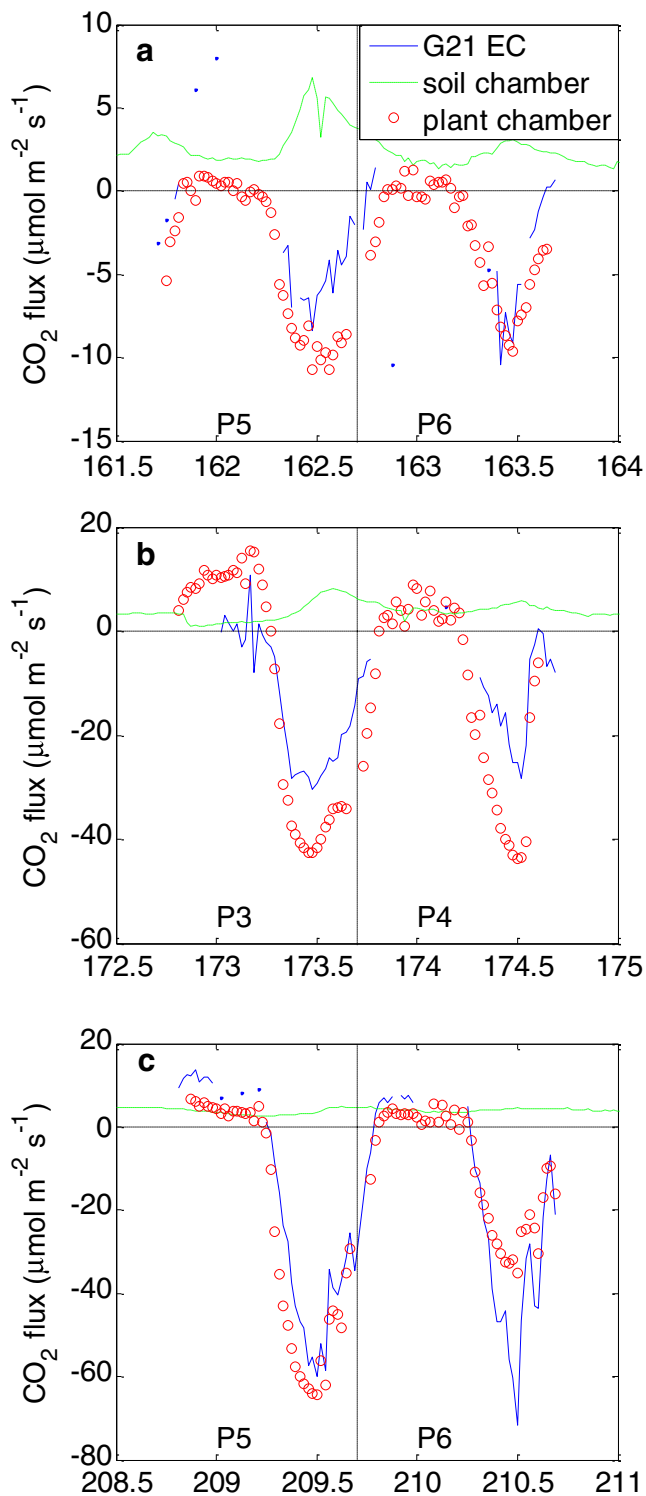 a
G21 EC
soil chamber
plant chamber
CO2 flux (μmol m-2 s-1)
10
5
0
-5
-10
-15
P5 P6
161.5 162 162.5 163 163.5 164
b
CO2 flux (μmol m-2 s-1)
20
0
-20
-40
-60
P3 P4
172.5 173 173.5 174 174.5 175
c
CO2 flux (μmol m-2 s-1)
20
0
-20
-40
-60
-80
P5 P6
208.5 209 209.5 210 210.5 211